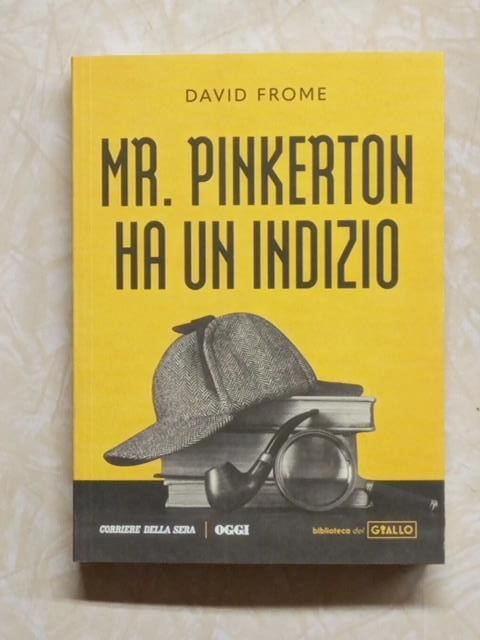 DAVID FROME
MR. PINKERTON
HA UN INDIZIO
CORRIERE DELLA SERA | OGGI
biblioteca del GIALLO